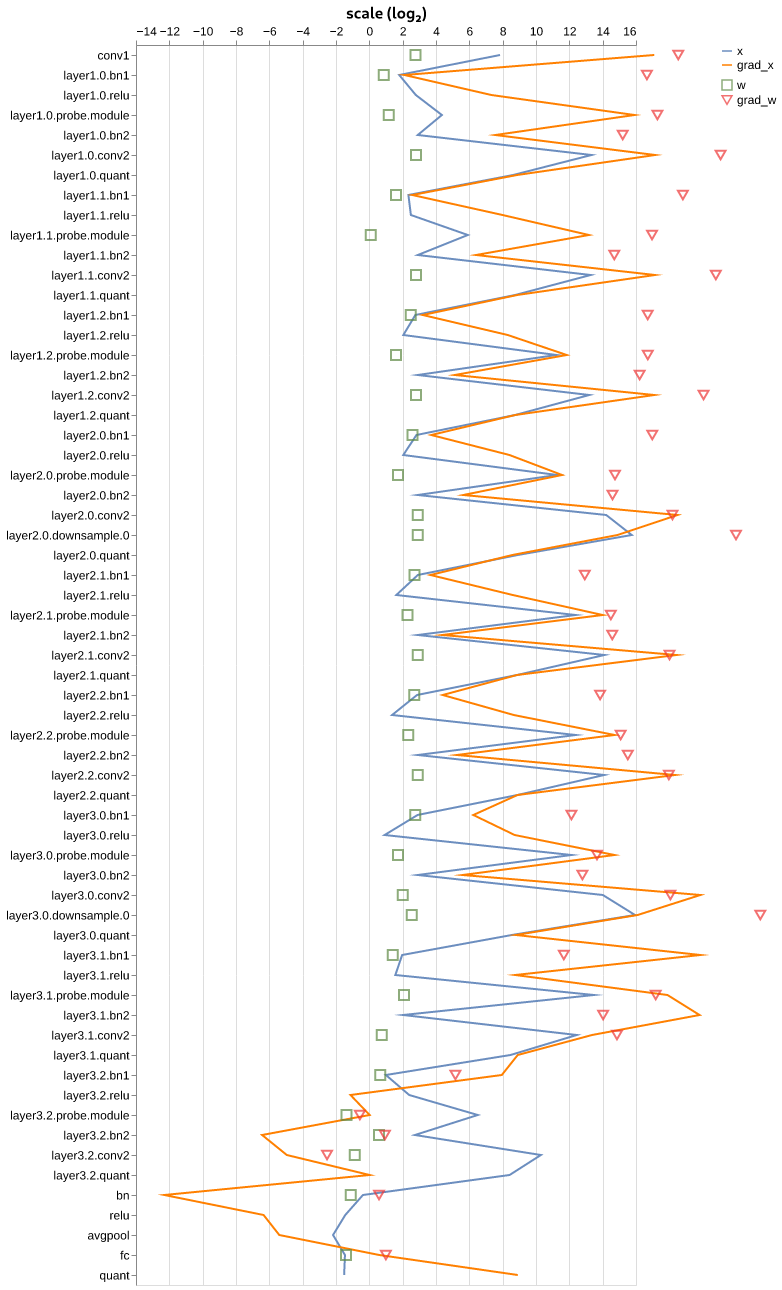 scale (log₂)
−14 −12 −10 −8 −6 −4 −2 0 2 4 6 8 10 12 14 16
x
grad_x
w
grad_w
conv1
layer1.0.bn1
layer1.0.relu
layer1.0.probe.module
layer1.0.bn2
layer1.0.conv2
layer1.0.quant
layer1.1.bn1
layer1.1.relu
layer1.1.probe.module
layer1.1.bn2
layer1.1.conv2
layer1.1.quant
layer1.2.bn1
layer1.2.relu
layer1.2.probe.module
layer1.2.bn2
layer1.2.conv2
layer1.2.quant
layer2.0.bn1
layer2.0.relu
layer2.0.probe.module
layer2.0.bn2
layer2.0.conv2
layer2.0.downsample.0
layer2.0.quant
layer2.1.bn1
layer2.1.relu
layer2.1.probe.module
layer2.1.bn2
layer2.1.conv2
layer2.1.quant
layer2.2.bn1
layer2.2.relu
layer2.2.probe.module
layer2.2.bn2
layer2.2.conv2
layer2.2.quant
layer3.0.bn1
layer3.0.relu
layer3.0.probe.module
layer3.0.bn2
layer3.0.conv2
layer3.0.downsample.0
layer3.0.quant
layer3.1.bn1
layer3.1.relu
layer3.1.probe.module
layer3.1.bn2
layer3.1.conv2
layer3.1.quant
layer3.2.bn1
layer3.2.relu
layer3.2.probe.module
layer3.2.bn2
layer3.2.conv2
layer3.2.quant
bn
relu
avgpool
fc
quant